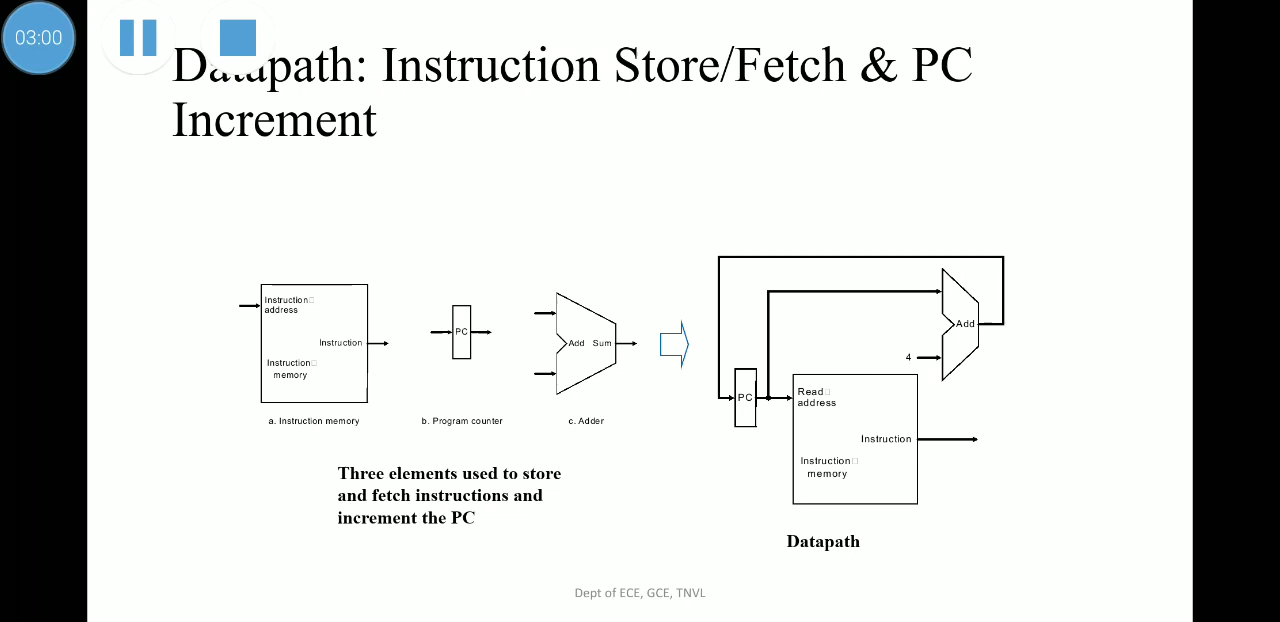 03:00
Datapath: Instruction Store/Fetch & PC
Increment
Instruction
address
Instruction
Instruction
memory
a. Instruction memory
PC
b. Program counter
Add Sum
c. Adder
Three elements used to store
and fetch instructions and
increment the PC
Add
4
PC
Read
address
Instruction
Instruction
memory
Datapath
Dept of ECE, GCE, TNVL